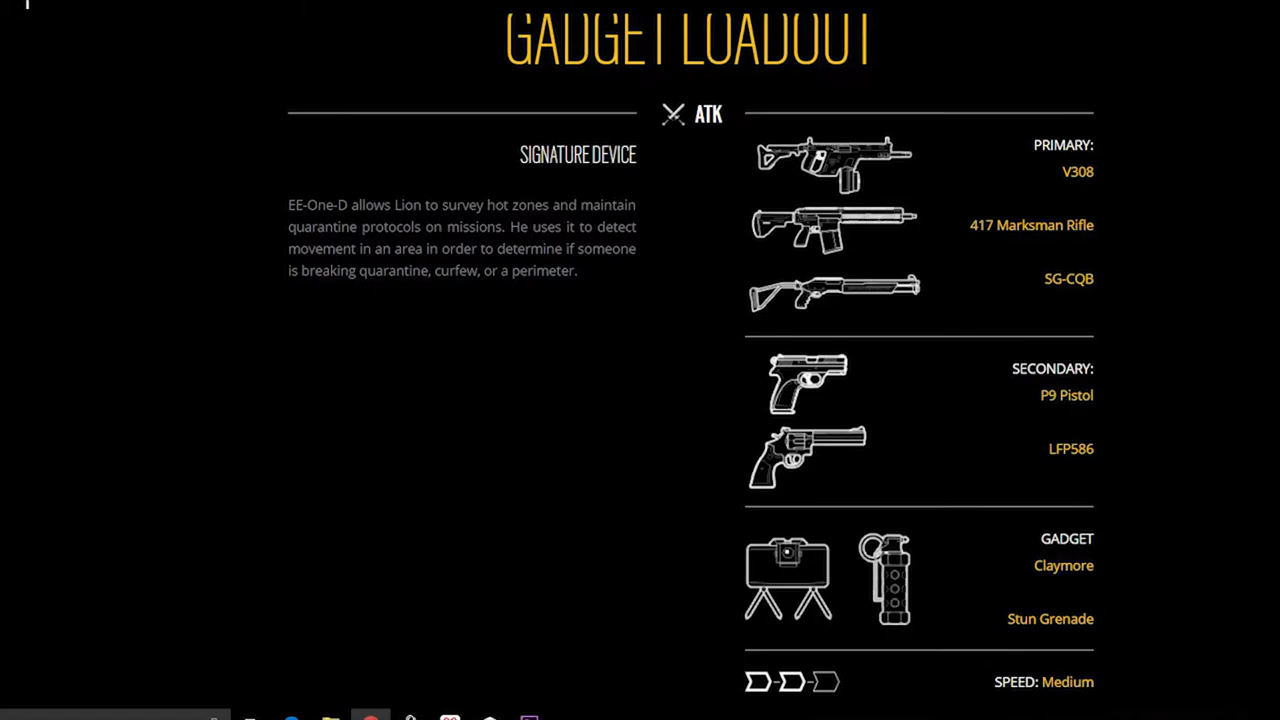 GADGET LOADOUT
ATK
SIGNATURE DEVICE
EE-One-D allows Lion to survey hot zones and maintain
quarantine protocols on missions. He uses it to detect
movement in an area in order to determine if someone
is breaking quarantine, curfew, or a perimeter.
PRIMARY:
V308
417 Marksman Rifle
SG-CQB
SECONDARY:
P9 Pistol
LFP586
GADGET
Claymore
Stun Grenade
SPEED: Medium